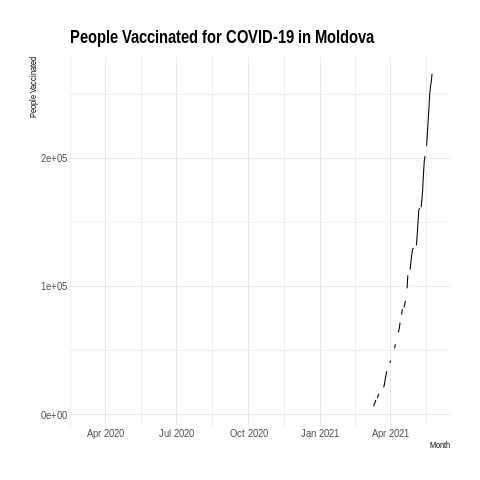 People Vaccinated for COVID-19 in Moldova
People Vaccinated
2e+05
1e+05
0e+00
Apr 2020 Jul 2020 Oct 2020 Jan 2021 Apr 2021
Month